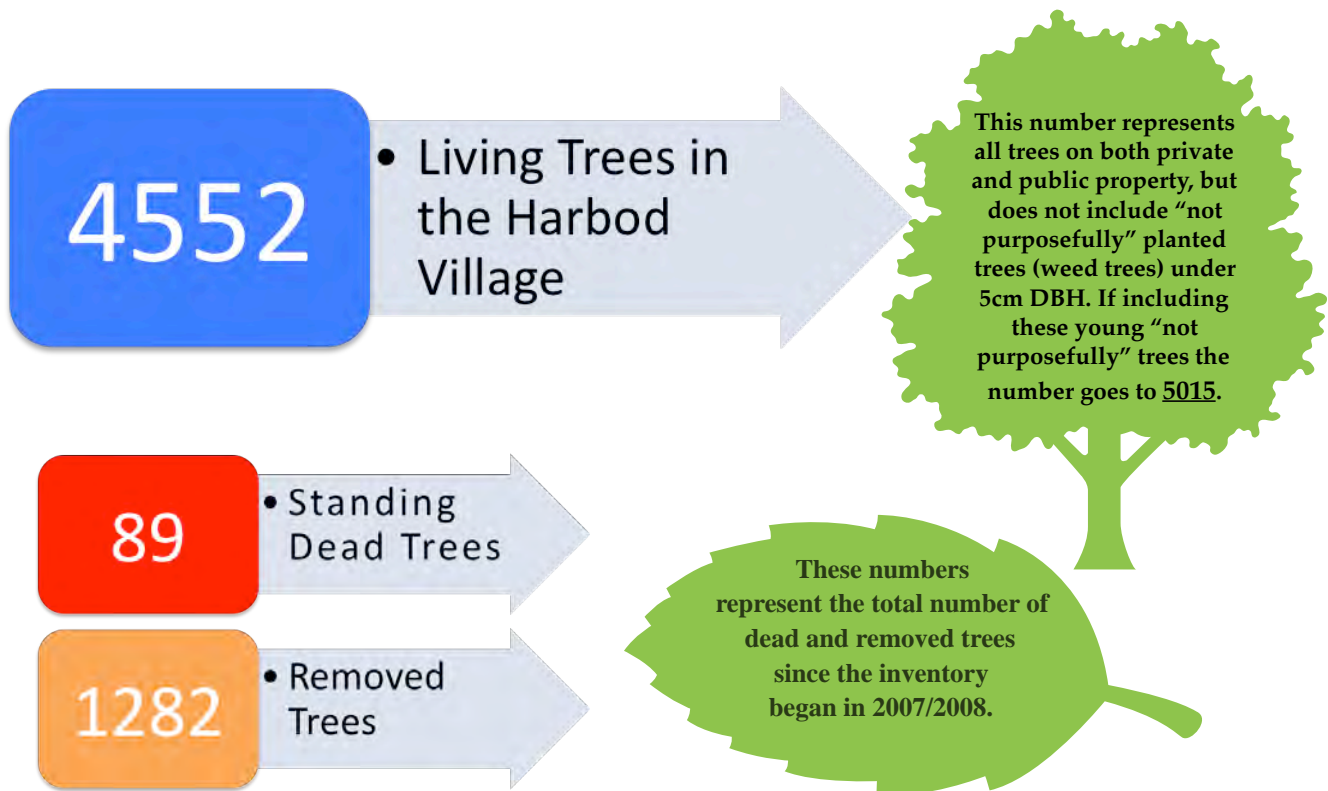 4552
• Living Trees in
the Harbod
Village
This number represents
all trees on both private
and public property, but
does not include “not
purposefully” planted
trees (weed trees) under
5cm DBH. If including
these young “not
purposefully” trees the
number goes to 5015.
89
• Standing
Dead Trees
1282
• Removed
Trees
These numbers
represent the total number of
dead and removed trees
since the inventory
began in 2007/2008.